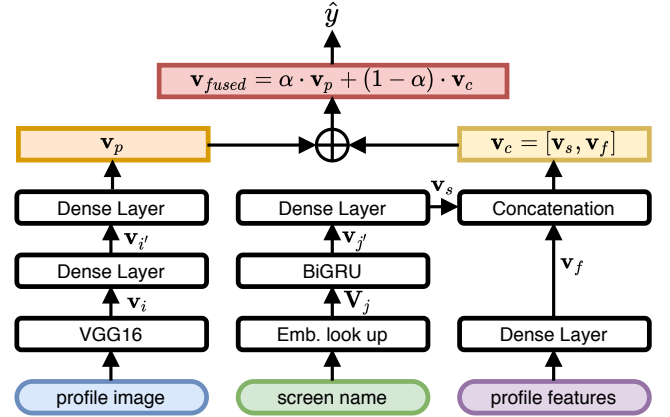 ŷ
v_fused = α · v_p + (1 − α) · v_c
v_p
v_c = [v_s, v_f]
v_s
Dense Layer
Dense Layer
Concatenation
v_i′
v_j′
v_f
Dense Layer
BiGRU
v_i
V_j
VGG16
Emb. look up
Dense Layer
profile image
screen name
profile features